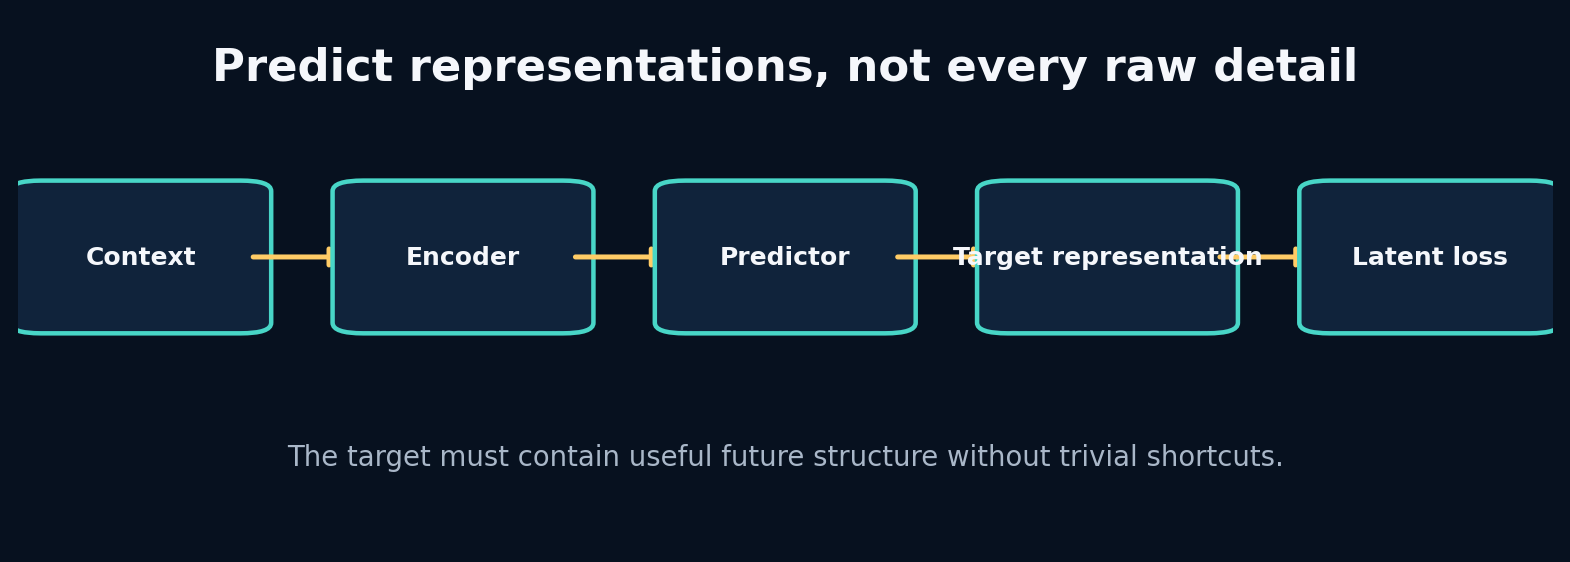 Predict representations, not every raw detail
Context
Encoder
Predictor
Target representation
Latent loss
The target must contain useful future structure without trivial shortcuts.